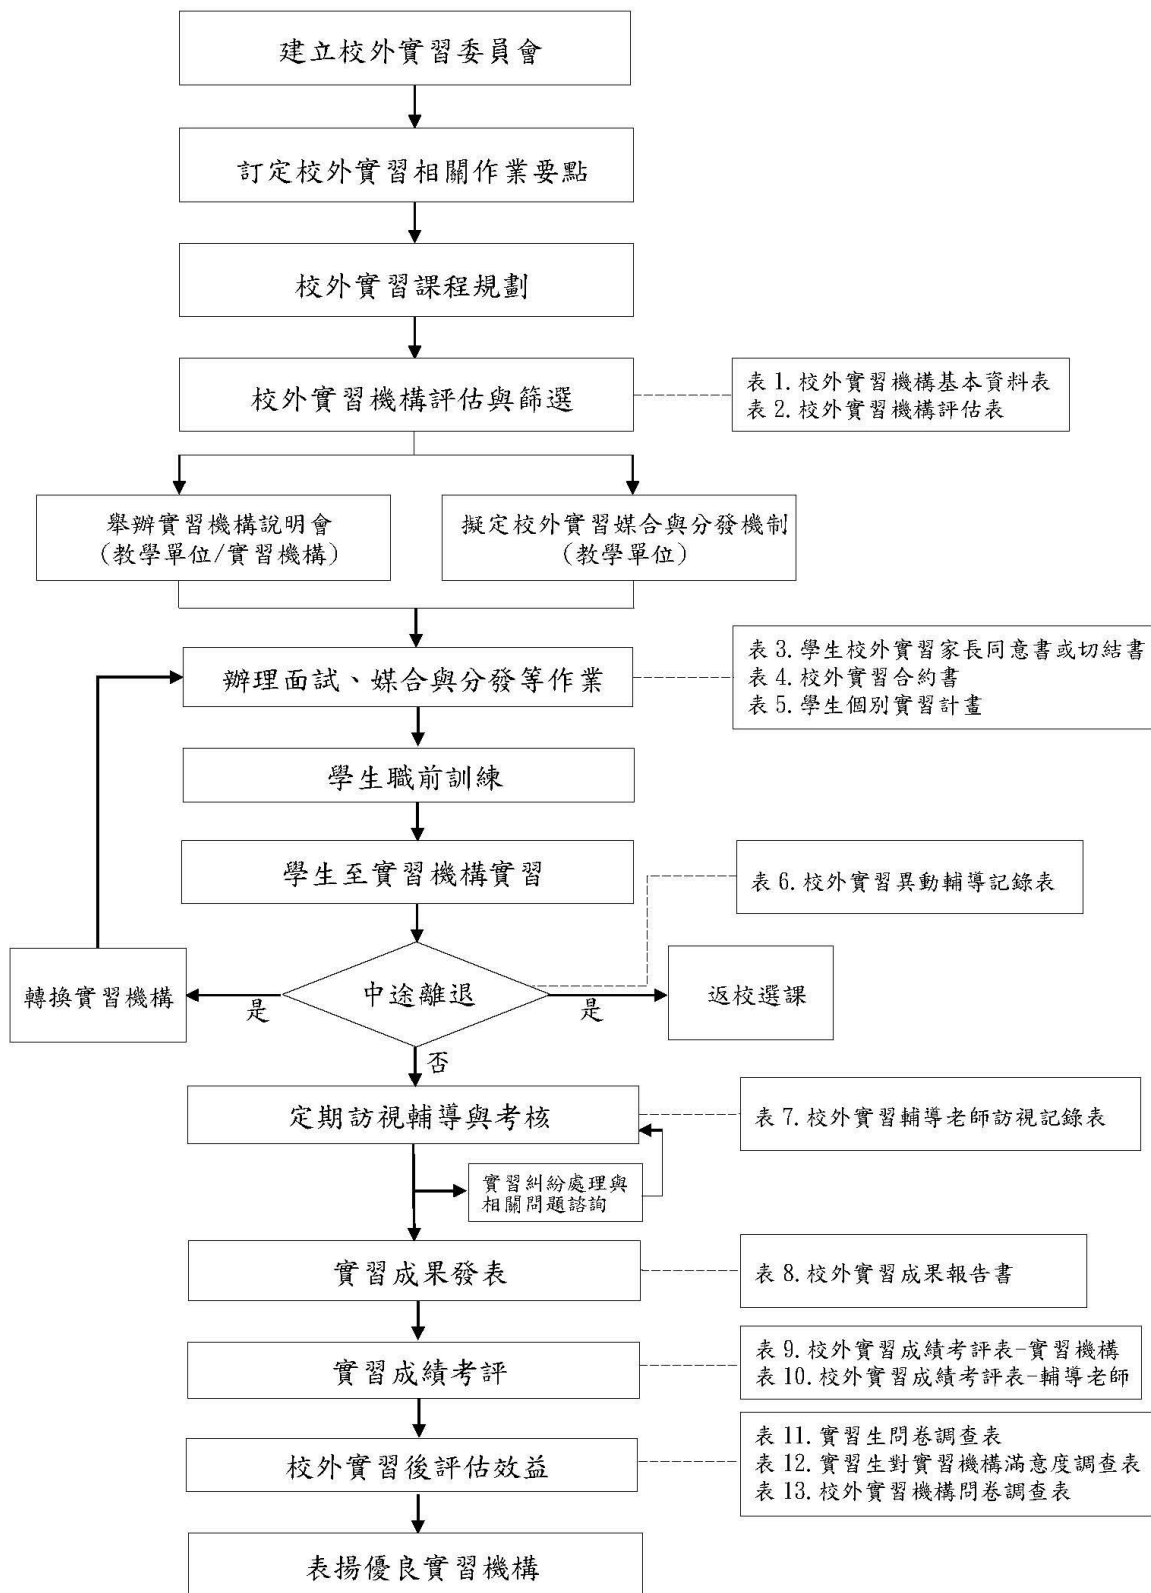 建立校外實習委員會
訂定校外實習相關作業要點
校外實習課程規劃
校外實習機構評估與篩選
表 1. 校外實習機構基本資料表
表 2. 校外實習機構評估表
舉辦實習機構說明會
(教學單位/實習機構)
擬定校外實習媒合與分發機制
(教學單位)
辦理面試、媒合與分發等作業
表 3. 學生校外實習家長同意書或切結書
表 4. 校外實習合約書
表 5. 學生個別實習計畫
學生職前訓練
學生至實習機構實習
表 6. 校外實習異動輔導記錄表
轉換實習機構
是
中途離退
是
返校選課
否
定期訪視輔導與考核
表 7. 校外實習輔導老師訪視記錄表
實習糾紛處理與
相關問題諮詢
實習成果發表
表 8. 校外實習成果報告書
實習成績考評
表 9. 校外實習成績考評表-實習機構
表 10. 校外實習成績考評表-輔導老師
校外實習後評估效益
表 11. 實習生問卷調查表
表 12. 實習生對實習機構滿意度調查表
表 13. 校外實習機構問卷調查表
表揚優良實習機構